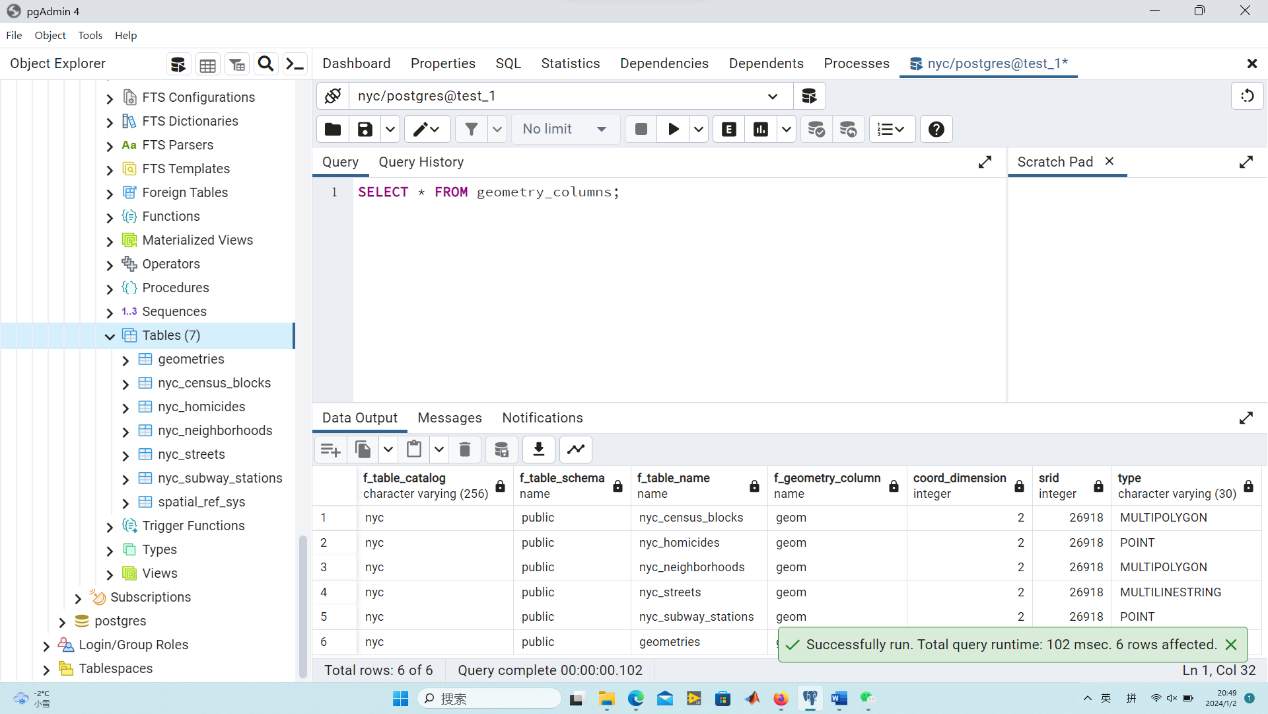 pgAdmin 4
File Object Tools Help
Object Explorer
Dashboard Properties SQL Statistics Dependencies Dependents Processes nyc/postgres@test_1*
FTS Configurations
FTS Dictionaries
Aa FTS Parsers
FTS Templates
Foreign Tables
Functions
Materialized Views
Operators
Procedures
1..3 Sequences
Tables (7)
geometries
nyc_census_blocks
nyc_homicides
nyc_neighborhoods
nyc_streets
nyc_subway_stations
spatial_ref_sys
Trigger Functions
Types
Views
Subscriptions
postgres
Login/Group Roles
Tablespaces
nyc/postgres@test_1
No limit
E
Query Query History
Scratch Pad
1 SELECT * FROM geometry_columns;
Data Output Messages Notifications
f_table_catalog f_table_schema f_table_name f_geometry_column coord_dimension srid type
character varying (256) name name name integer integer character varying (30)
1 nyc public nyc_census_blocks geom 2 26918 MULTIPOLYGON
2 nyc public nyc_homicides geom 2 26918 POINT
3 nyc public nyc_neighborhoods geom 2 26918 MULTIPOLYGON
4 nyc public nyc_streets geom 2 26918 MULTILINESTRING
5 nyc public nyc_subway_stations geom 2 26918 POINT
6 nyc public geometries
Successfully run. Total query runtime: 102 msec. 6 rows affected.
Total rows: 6 of 6 Query complete 00:00:00.102 Ln 1, Col 32
-2°C
小雪
搜索
英 拼
20:49
2024/1/2
1